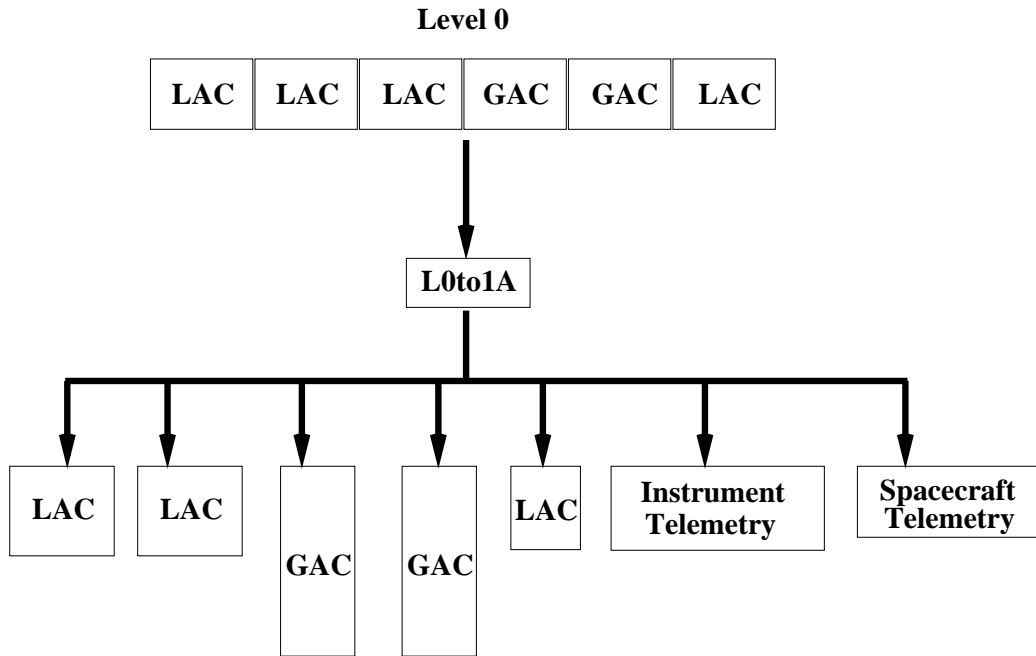 Level 0
LAC LAC LAC GAC GAC LAC
L0to1A
LAC LAC GAC GAC LAC Instrument Telemetry Spacecraft Telemetry